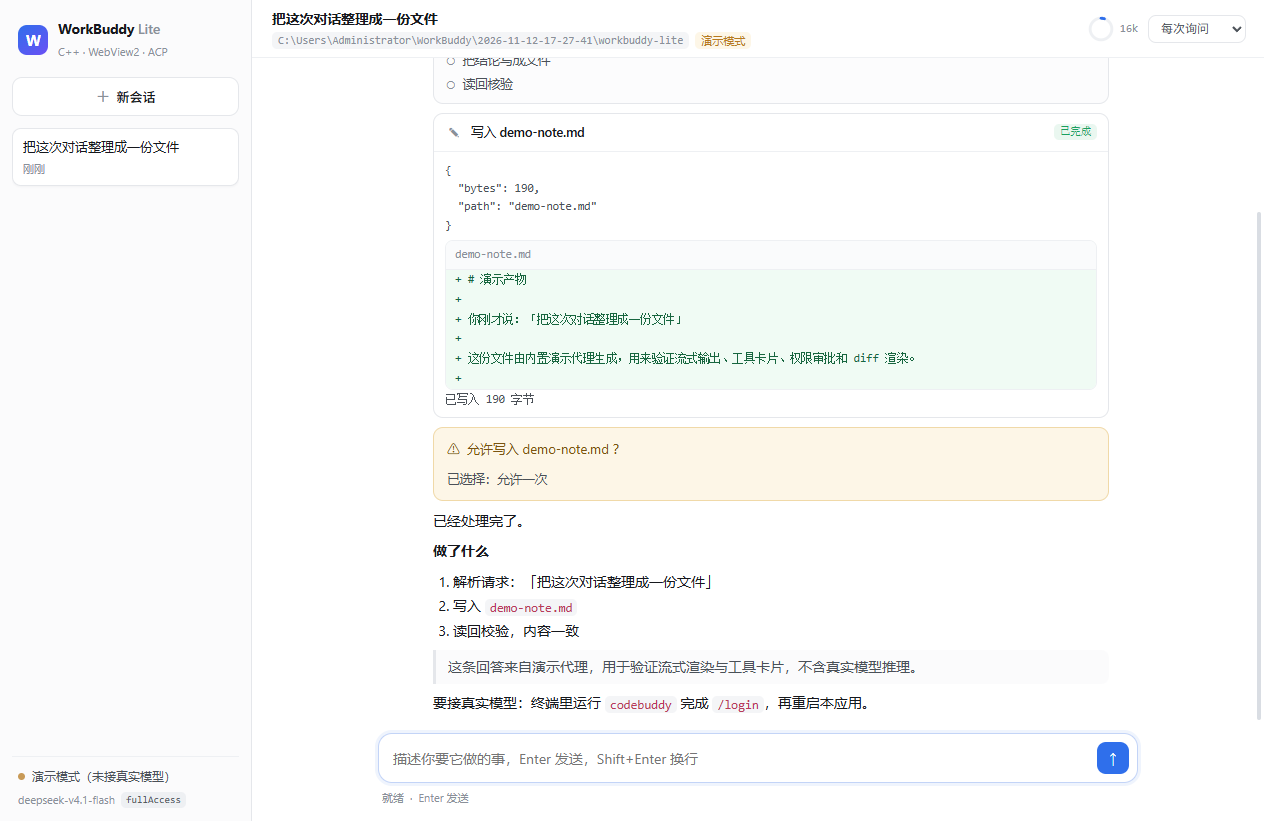 W
WorkBuddy Lite
C++ · WebView2 · ACP
+ 新会话
把这次对话整理成一份文件
刚刚
演示模式（未接真实模型）
deepseek-v4.1-flash fullAccess
把这次对话整理成一份文件
C:\Users\Administrator\WorkBuddy\2026-11-12-17-27-41\workbuddy-lite 演示模式
16k 每次询问
把结论写成文件
读回核验
写入 demo-note.md 已完成
{
"bytes": 190,
"path": "demo-note.md"
}
demo-note.md
+ # 演示产物
+
+ 你刚才说：「把这次对话整理成一份文件」
+
+ 这份文件由内置演示代理生成，用来验证流式输出、工具卡片、权限审批和 diff 渲染。
+
已写入 190 字节
⚠ 允许写入 demo-note.md？
已选择：允许一次
已经处理完了。
做了什么
1. 解析请求：「把这次对话整理成一份文件」
2. 写入 demo-note.md
3. 读回校验，内容一致
这条回答来自演示代理，用于验证流式渲染与工具卡片，不含真实模型推理。
要接真实模型：终端里运行 codebuddy 完成 /login ，再重启本应用。
描述你要它做的事，Enter 发送，Shift+Enter 换行
↑
就绪 · Enter 发送